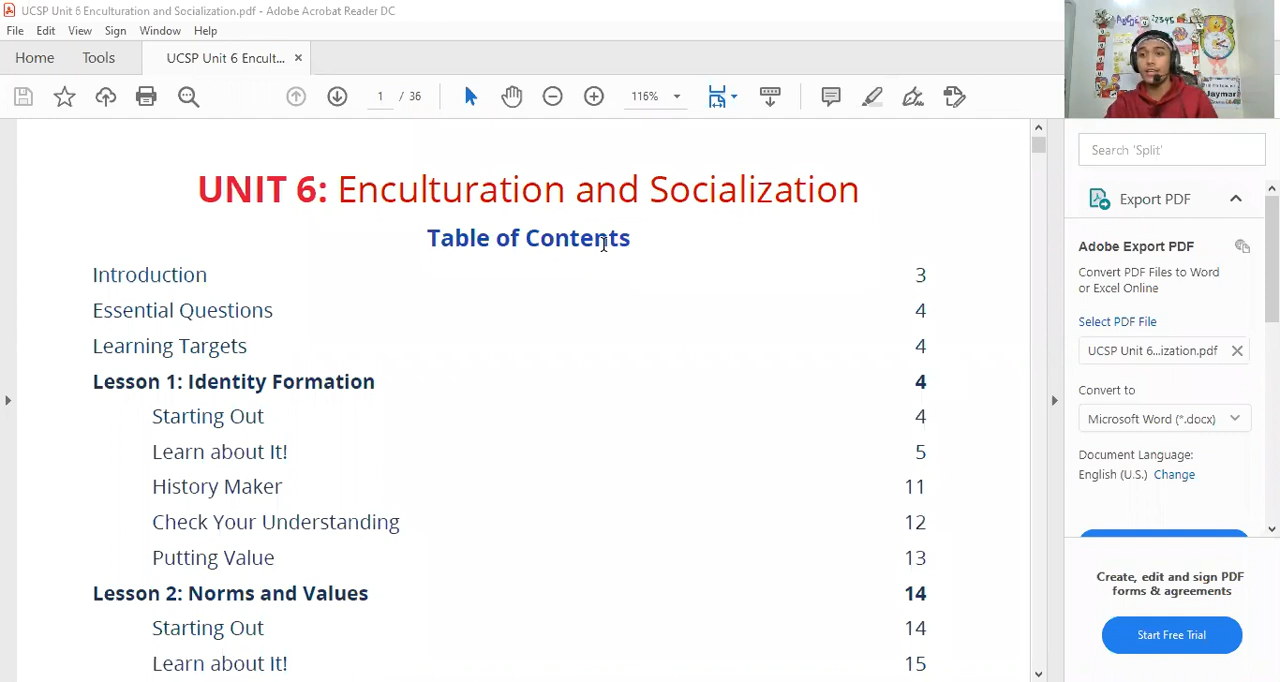 UCSP Unit 6 Enculturation and Socialization.pdf - Adobe Acrobat Reader DC
File Edit View Sign Window Help
Home Tools UCSP Unit 6 Encult... ×
1 / 36 116%
Search 'Split'
UNIT 6: Enculturation and Socialization
Table of Contents
Introduction 3
Essential Questions 4
Learning Targets 4
Lesson 1: Identity Formation 4
Starting Out 4
Learn about It! 5
History Maker 11
Check Your Understanding 12
Putting Value 13
Lesson 2: Norms and Values 14
Starting Out 14
Learn about It! 15
Export PDF
Adobe Export PDF
Convert PDF Files to Word
or Excel Online
Select PDF File
UCSP Unit 6...ization.pdf
Convert to
Microsoft Word (*.docx)
Document Language:
English (U.S.) Change
Create, edit and sign PDF
forms & agreements
Start Free Trial
Jaymar